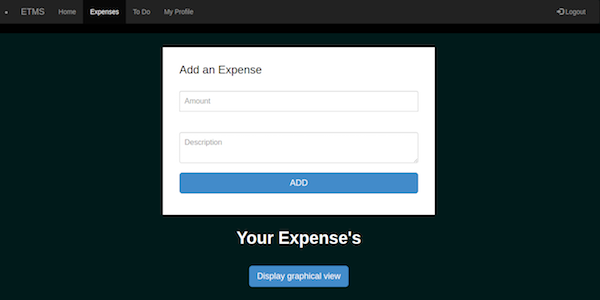 ETMS Home Expenses To Do My Profile Logout
Add an Expense
Amount
Description
ADD
Your Expense's
Display graphical view